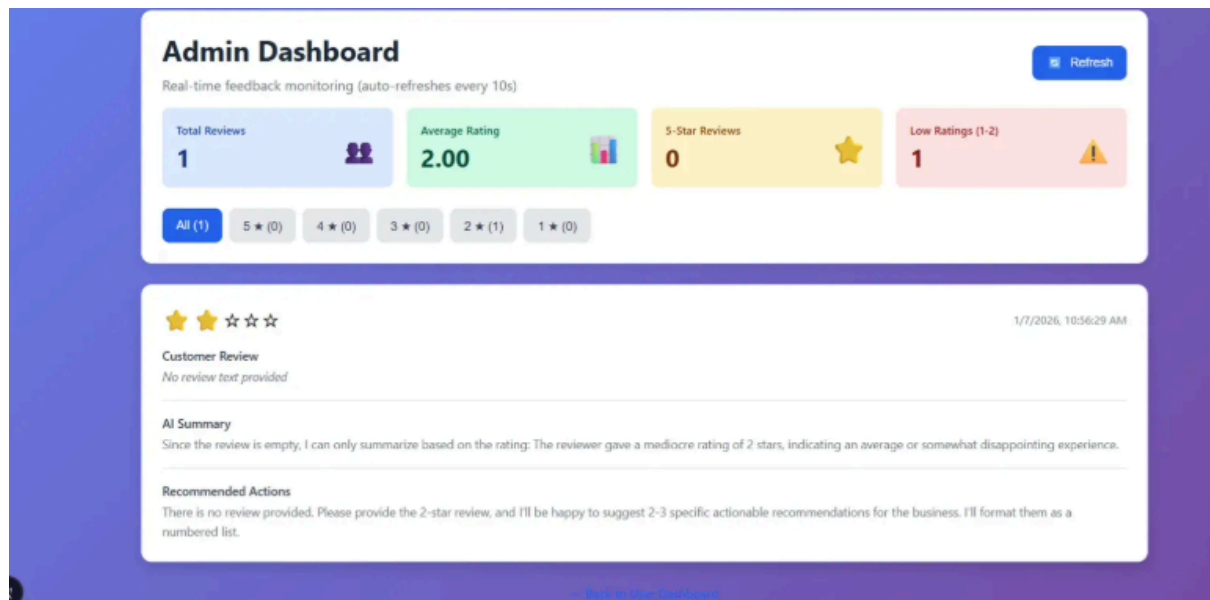 Admin Dashboard
Refresh
Real-time feedback monitoring (auto-refreshes every 10s)
Total Reviews
1
Average Rating
2.00
5-Star Reviews
0
Low Ratings (1-2)
1
All (1)
5 ★ (0)
4 ★ (0)
3 ★ (0)
2 ★ (1)
1 ★ (0)
1/7/2026, 10:56:29 AM
Customer Review
No review text provided
AI Summary
Since the review is empty, I can only summarize based on the rating: The reviewer gave a mediocre rating of 2 stars, indicating an average or somewhat disappointing experience.
Recommended Actions
There is no review provided. Please provide the 2-star review, and I'll be happy to suggest 2-3 specific actionable recommendations for the business. I'll format them as a
numbered list.
← Back to User Dashboard